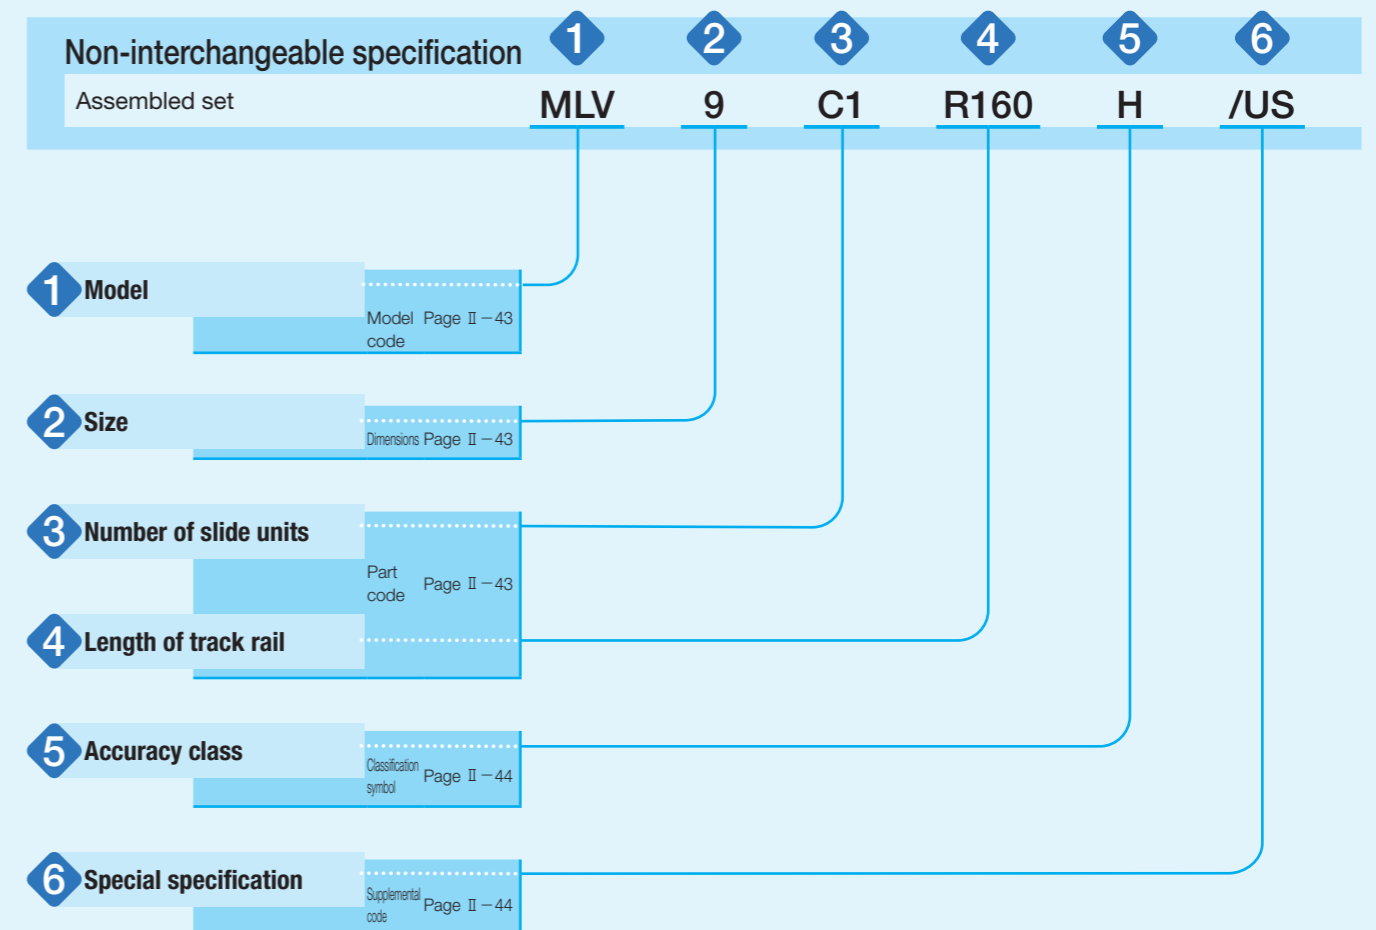 1 2 3 4 5 6
Non-interchangeable specification
Assembled set MLV 9 C1 R160 H /US
1 Model
Model code Page Ⅱ－43
2 Size
Dimensions Page Ⅱ－43
3 Number of slide units
Part code Page Ⅱ－43
4 Length of track rail
5 Accuracy class
Classification symbol Page Ⅱ－44
6 Special specification
Supplemental code Page Ⅱ－44